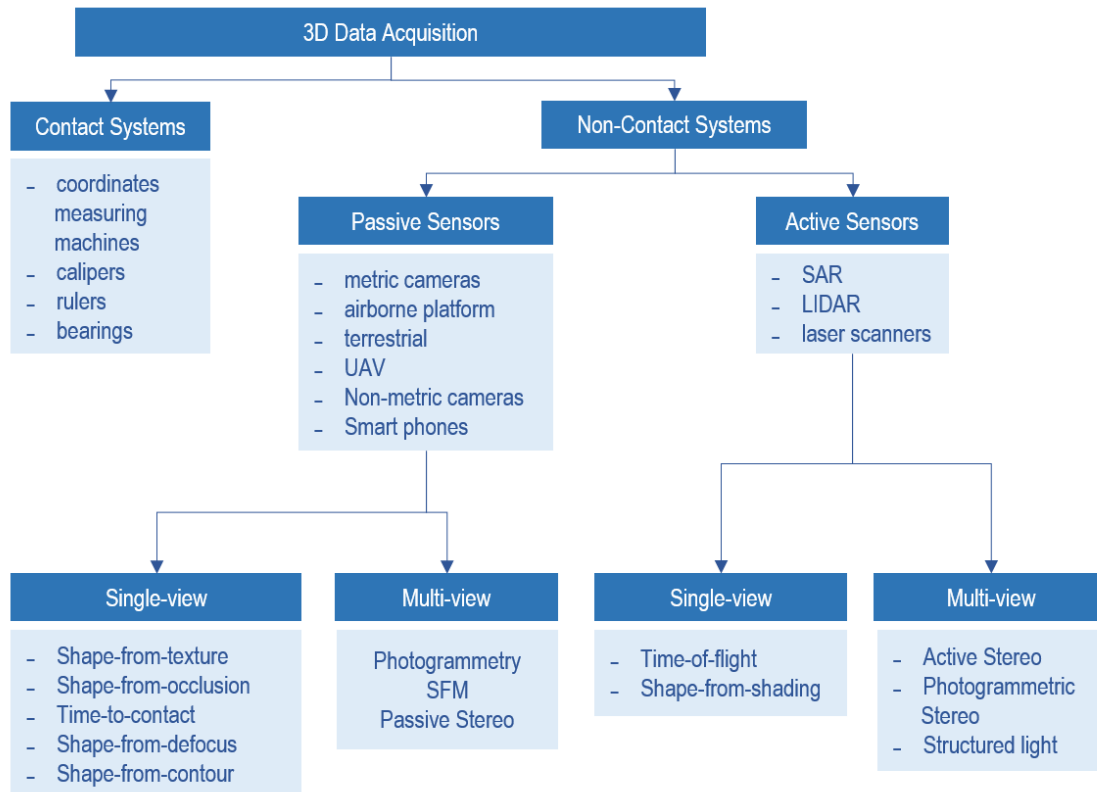 3D Data Acquisition
Contact Systems
- coordinates
measuring
machines
- calipers
- rulers
- bearings
Non-Contact Systems
Passive Sensors
- metric cameras
- airborne platform
- terrestrial
- UAV
- Non-metric cameras
- Smart phones
Active Sensors
- SAR
- LIDAR
- laser scanners
Single-view
- Shape-from-texture
- Shape-from-occlusion
- Time-to-contact
- Shape-from-defocus
- Shape-from-contour
Multi-view
Photogrammetry
SFM
Passive Stereo
Single-view
- Time-of-flight
- Shape-from-shading
Multi-view
- Active Stereo
- Photogrammetric
Stereo
- Structured light